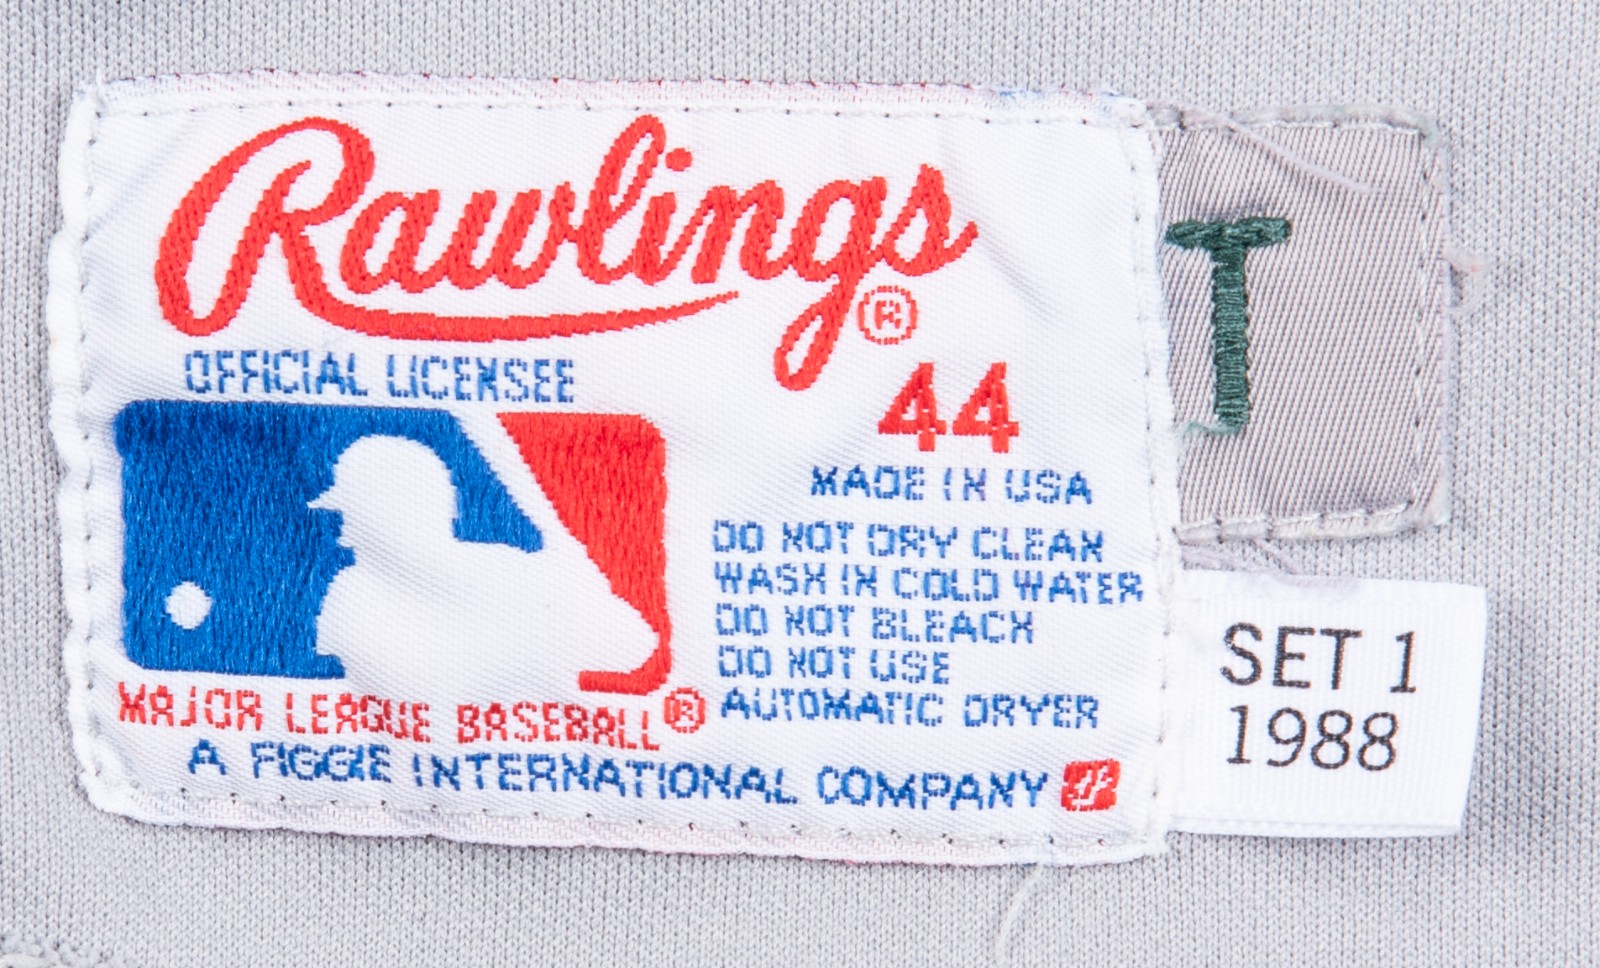 Rawlings®
OFFICIAL LICENSEE
44
MADE IN USA
DO NOT DRY CLEAN
WASH IN COLD WATER
DO NOT BLEACH
DO NOT USE
AUTOMATIC DRYER
MAJOR LEAGUE BASEBALL®
A FIGGIE INTERNATIONAL COMPANY
T
SET 1
1988